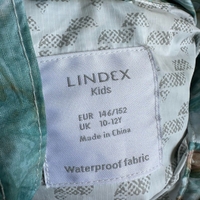 LINDEX
Kids
EUR 146/152
UK 10-12Y
Made in China
Waterproof fabric